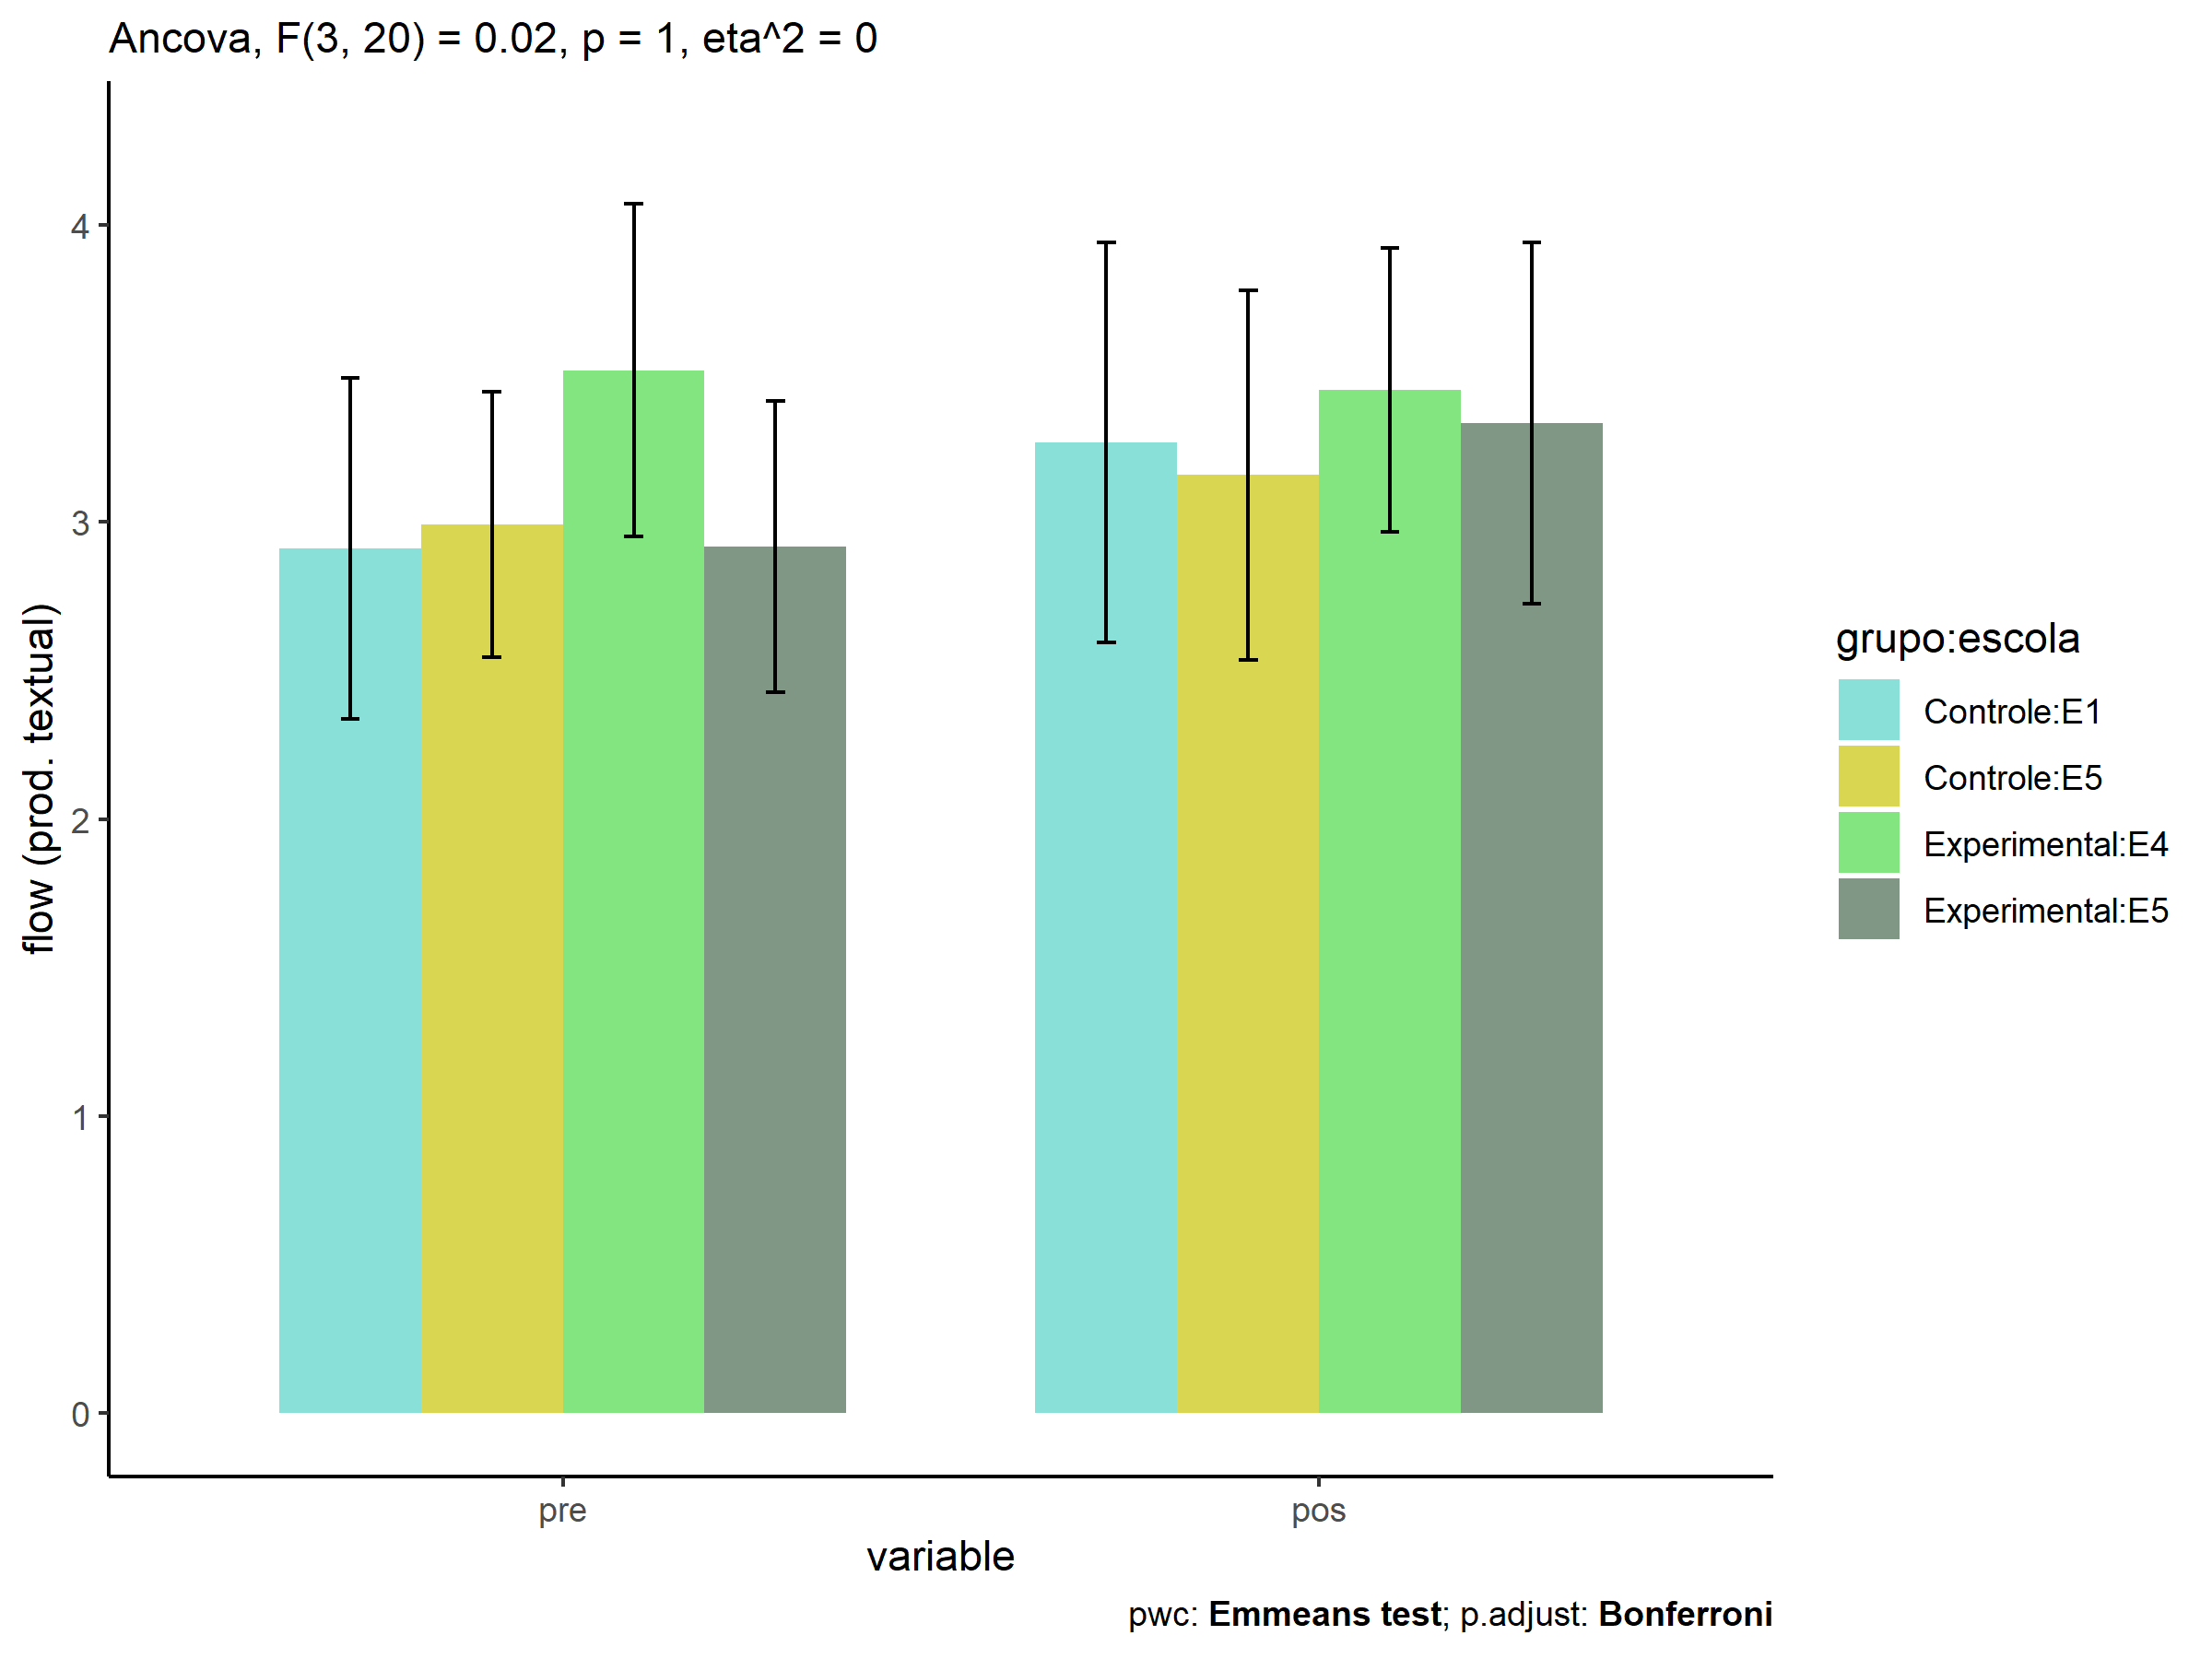 Ancova, F(3, 20) = 0.02, p = 1, eta^2 = 0
flow (prod. textual)
4
3
2
1
0
pre
pos
variable
grupo:escola
Controle:E1
Controle:E5
Experimental:E4
Experimental:E5
pwc: Emmeans test; p.adjust: Bonferroni